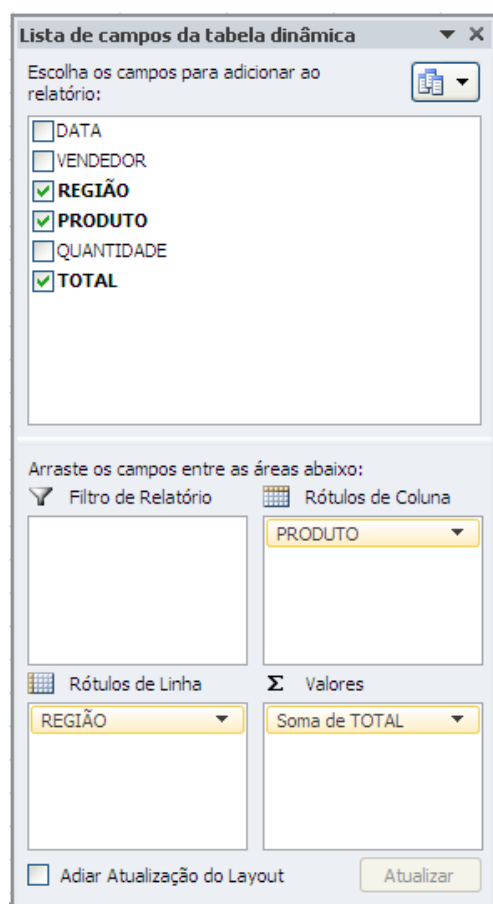 Lista de campos da tabela dinâmica
Escolha os campos para adicionar ao
relatório:
DATA
VENDEDOR
REGIÃO
PRODUTO
QUANTIDADE
TOTAL
Arraste os campos entre as áreas abaixo:
Filtro de Relatório
Rótulos de Coluna
PRODUTO
Rótulos de Linha
Σ Valores
REGIÃO
Soma de TOTAL
Adiar Atualização do Layout
Atualizar